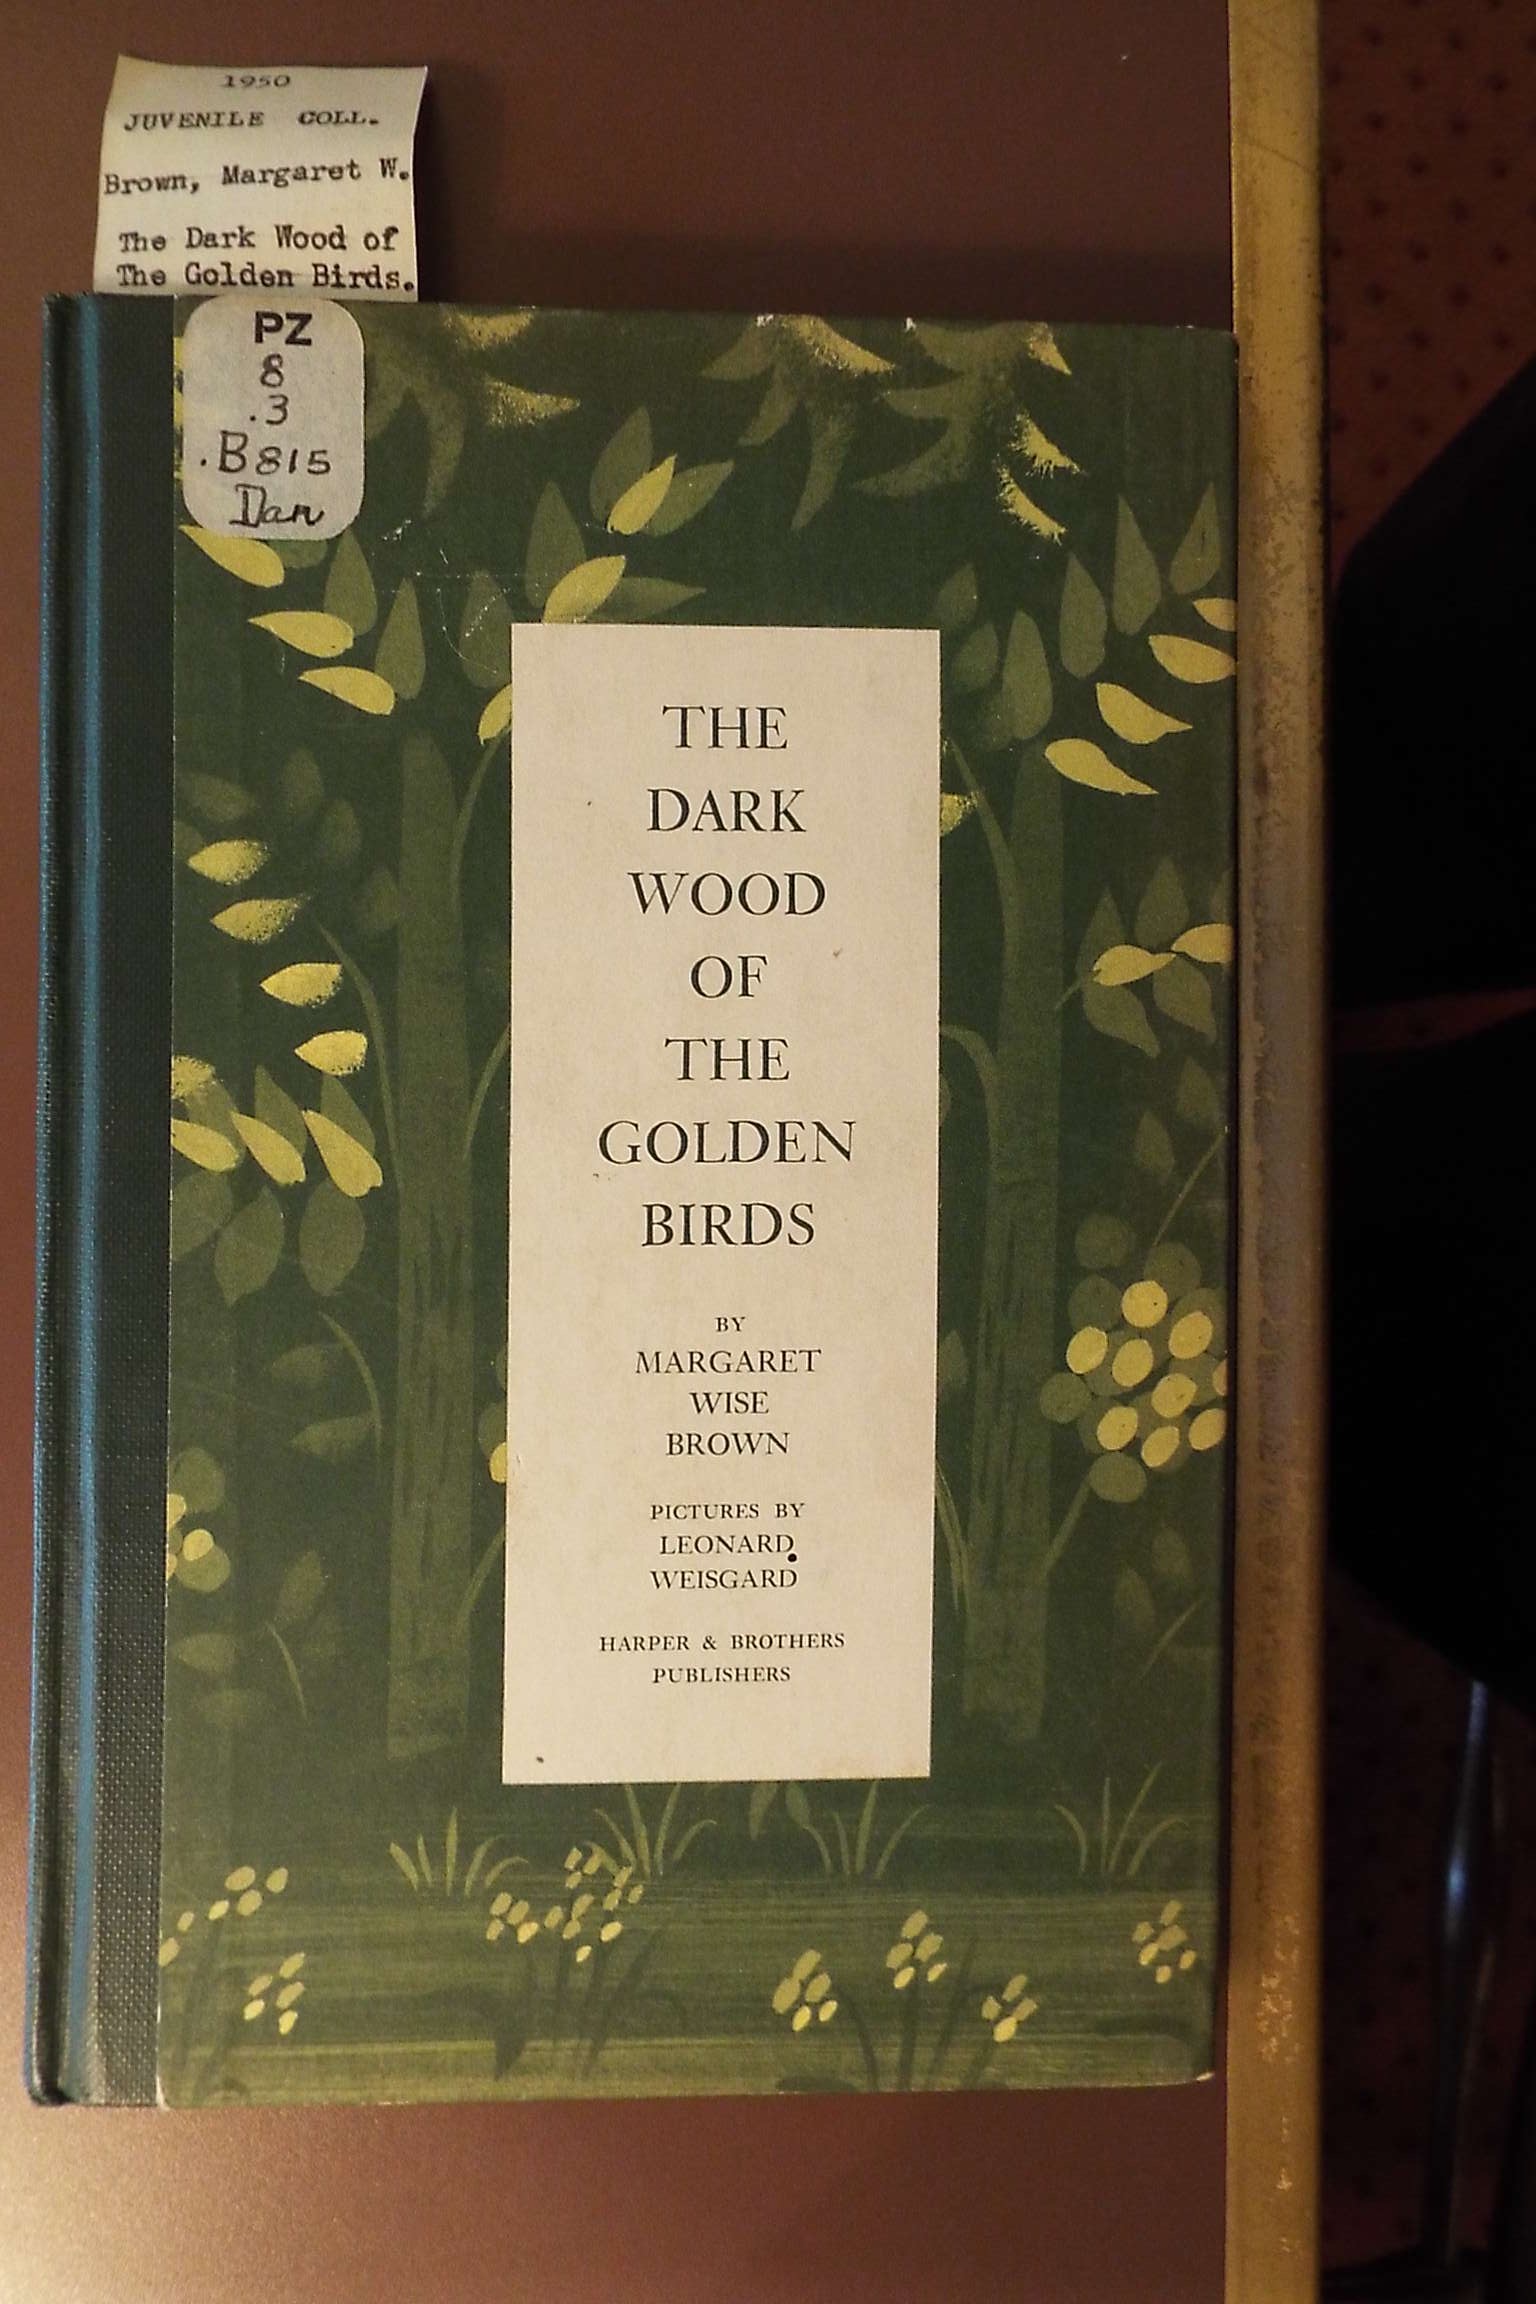 1950
JUVENILE COLL.
Brown, Margaret W.
The Dark Wood of
The Golden Birds.
PZ
8
.3
.B815
Dar
THE
DARK
WOOD
OF
THE
GOLDEN
BIRDS
BY
MARGARET
WISE
BROWN
PICTURES BY
LEONARD
WEISGARD
HARPER & BROTHERS
PUBLISHERS